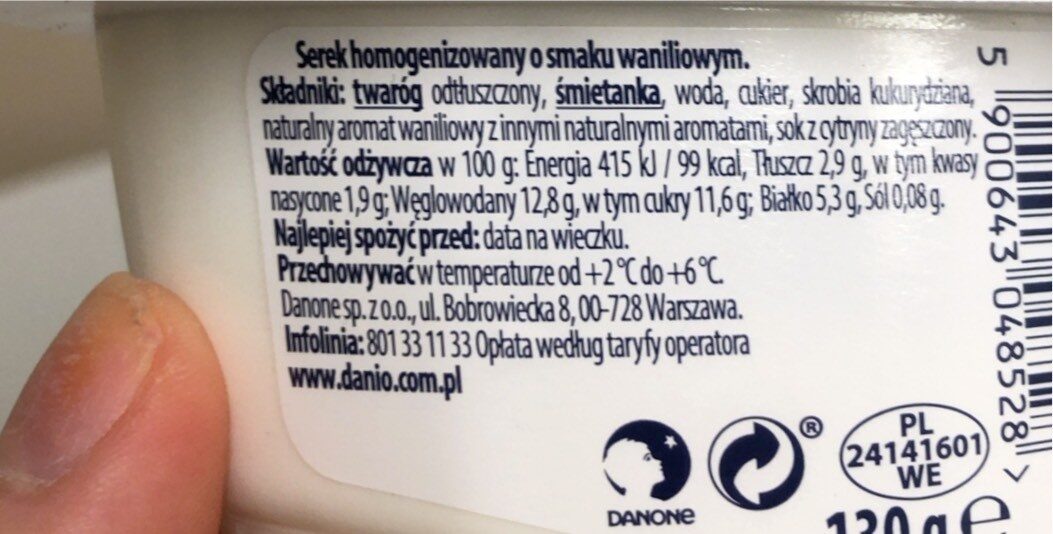 Serek homogenizowany o smaku waniliowym.
Składniki: twaróg odtłuszczony, śmietanka, woda, cukier, skrobia kukurydziana,
naturalny aromat waniliowy z innymi naturalnymi aromatami, sok z cytryny zagęszczony.
Wartość odżywcza w 100 g: Energia 415 kJ / 99 kcal, Tłuszcz 2,9 g, w tym kwasy
nasycone 1,9 g; Węglowodany 12,8 g, w tym cukry 11,6 g; Białko 5,3 g, Sól 0,08 g.
Najlepiej spożyć przed: data na wieczku.
Przechowywać w temperaturze od +2 °C do +6 °C.
Danone sp. z o.o., ul. Bobrowiecka 8, 00-728 Warszawa.
Infolinia: 801 33 11 33 Opłata według taryfy operatora
www.danio.com.pl
DANONE
®
PL
24141601
WE
130 g e
5 900643 048528 >